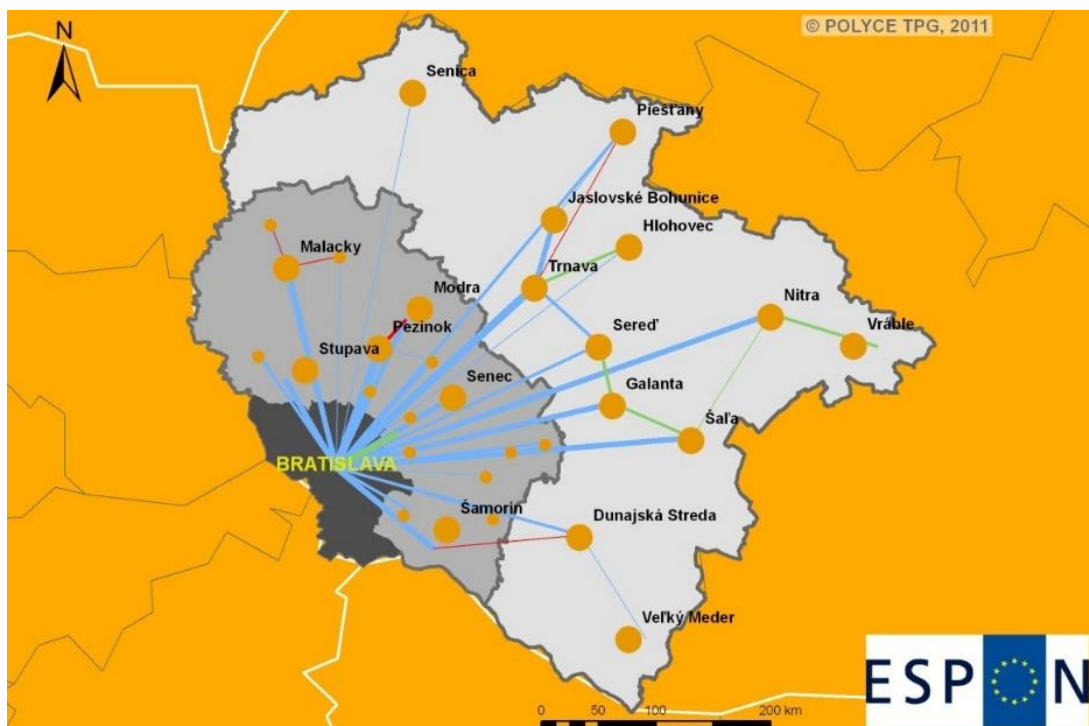 © POLYCE TPG, 2011
N
Senica
Piešťany
Jaslovské Bohunice
Hlohovec
Malacky
Trnava
Modra
Nitra
Pezinok
Sereď
Vráble
Stupava
Senec
Galanta
Šaľa
BRATISLAVA
Šamorín
Dunajská Streda
Veľký Meder
ESPON
0 50 100 200 km